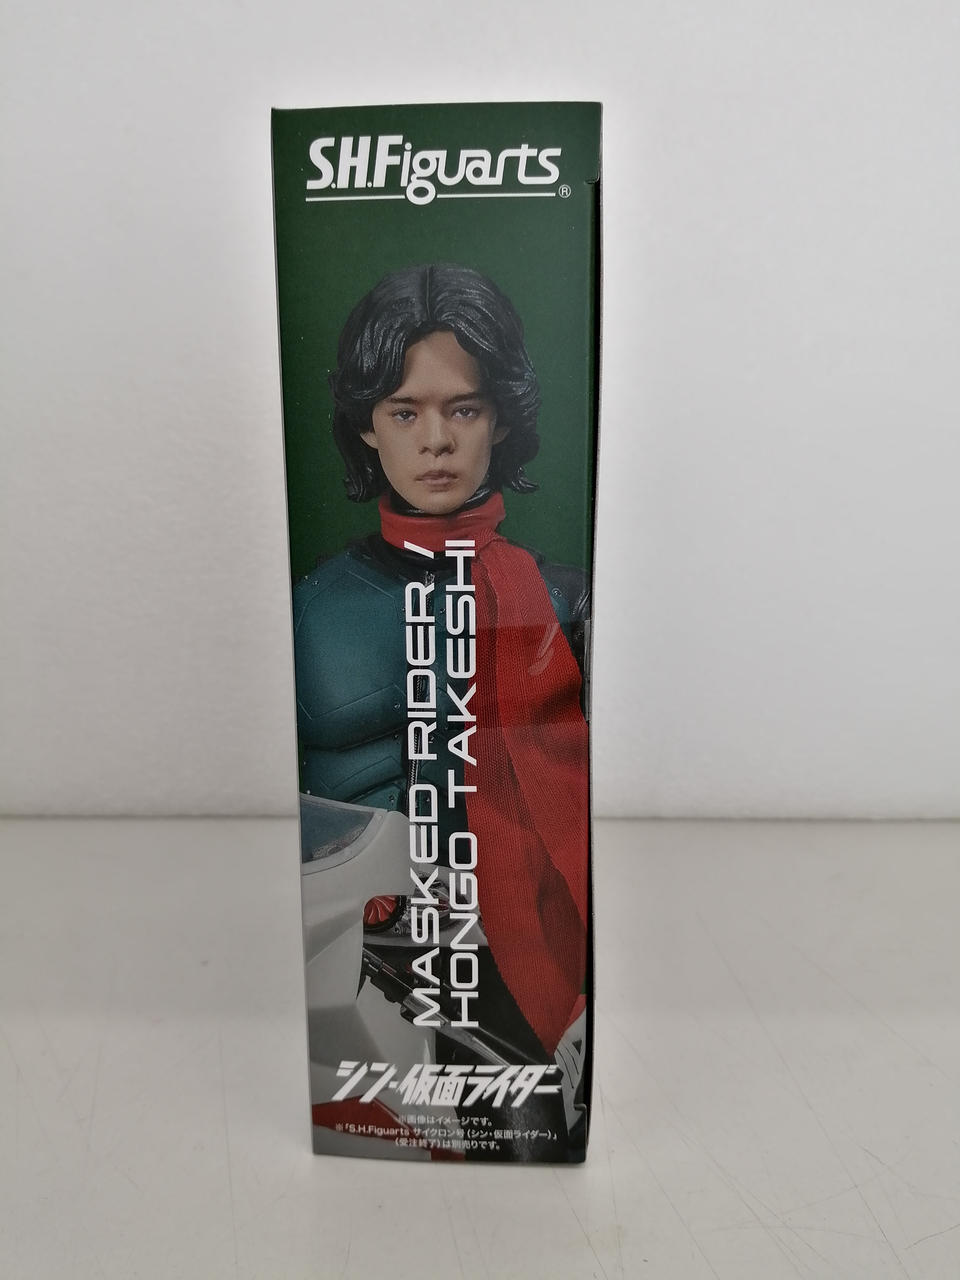 S.H.Figuarts®
MASKED RIDER /
HONGO TAKESHI
シン・仮面ライダー
※画像はイメージです。
※「S.H.Figuarts サイクロン号（シン・仮面ライダー）」
（受注終了）は別売りです。